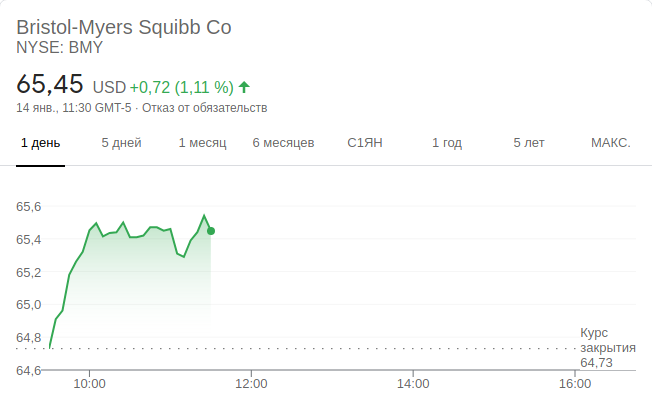 Bristol-Myers Squibb Co
NYSE: BMY
65,45 USD +0,72 (1,11 %)
14 янв., 11:30 GMT-5 · Отказ от обязательств
1 день 5 дней 1 месяц 6 месяцев С1ЯН 1 год 5 лет МАКС.
65,6
65,4
65,2
65,0
64,8
64,6
Курс
закрытия
64,73
10:00 12:00 14:00 16:00